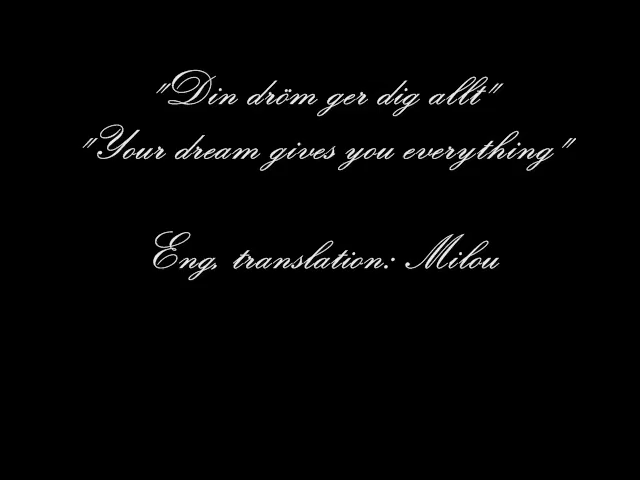 "Din dröm ger dig allt"
"Your dream gives you everything"
Eng. translation: Milou